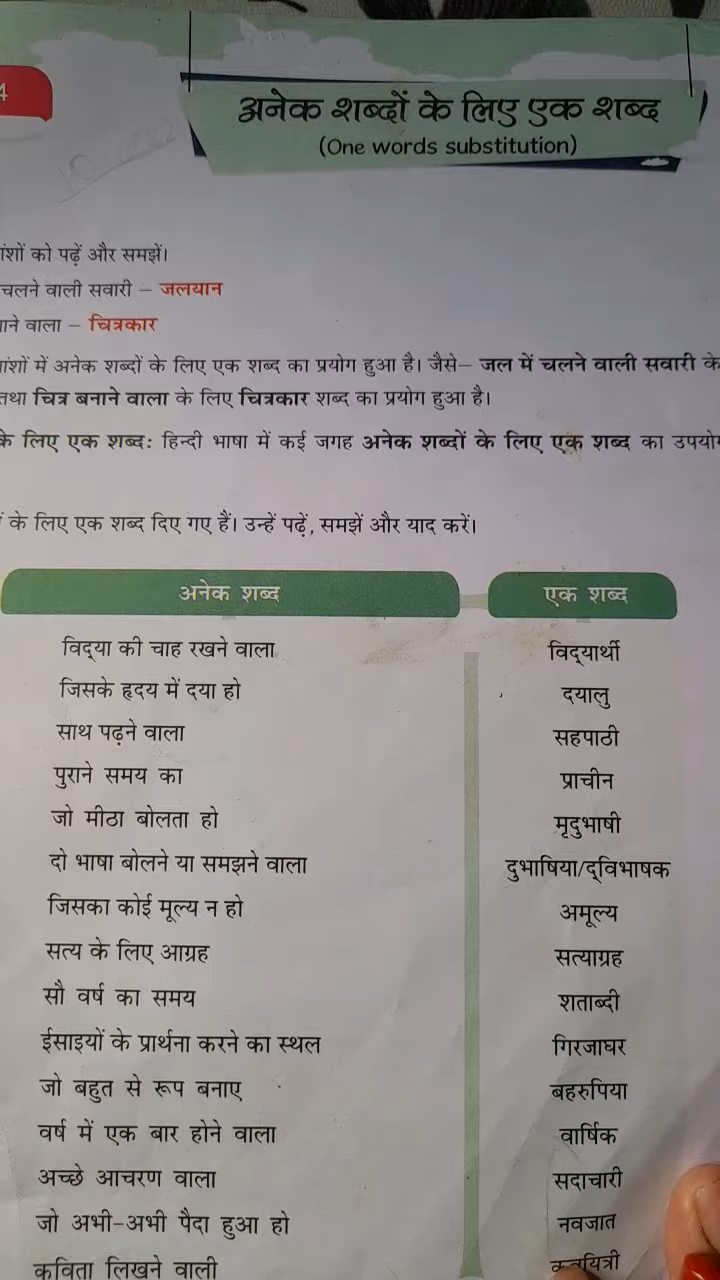 4
अनेक शब्दों के लिए एक शब्द
(One words substitution)
को पढ़ें और समझें।
चलने वाली सवारी – जलयान
वाला – चित्रकार
में अनेक शब्दों के लिए एक शब्द का प्रयोग हुआ है। जैसे– जल में चलने वाली सवारी के
तथा चित्र बनाने वाला के लिए चित्रकार शब्द का प्रयोग हुआ है।
के लिए एक शब्द: हिन्दी भाषा में कई जगह अनेक शब्दों के लिए एक शब्द का
के लिए एक शब्द दिए गए हैं। उन्हें पढ़ें, समझें और याद करें।
अनेक शब्द एक शब्द
विद्‌या की चाह रखने वाला विद्‌यार्थी
जिसके हृदय में दया हो दयालु
साथ पढ़ने वाला सहपाठी
पुराने समय का प्राचीन
जो मीठा बोलता हो मृदुभाषी
दो भाषा बोलने या समझने वाला दुभाषिया/द्‌विभाषक
जिसका कोई मूल्य न हो अमूल्य
सत्य के लिए आग्रह सत्याग्रह
सौ वर्ष का समय शताब्दी
ईसाइयों के प्रार्थना करने का स्थल गिरजाघर
जो बहुत से रूप बनाए बहरुपिया
वर्ष में एक बार होने वाला वार्षिक
अच्छे आचरण वाला सदाचारी
जो अभी-अभी पैदा हुआ हो नवजात
कविता लिखने वाली